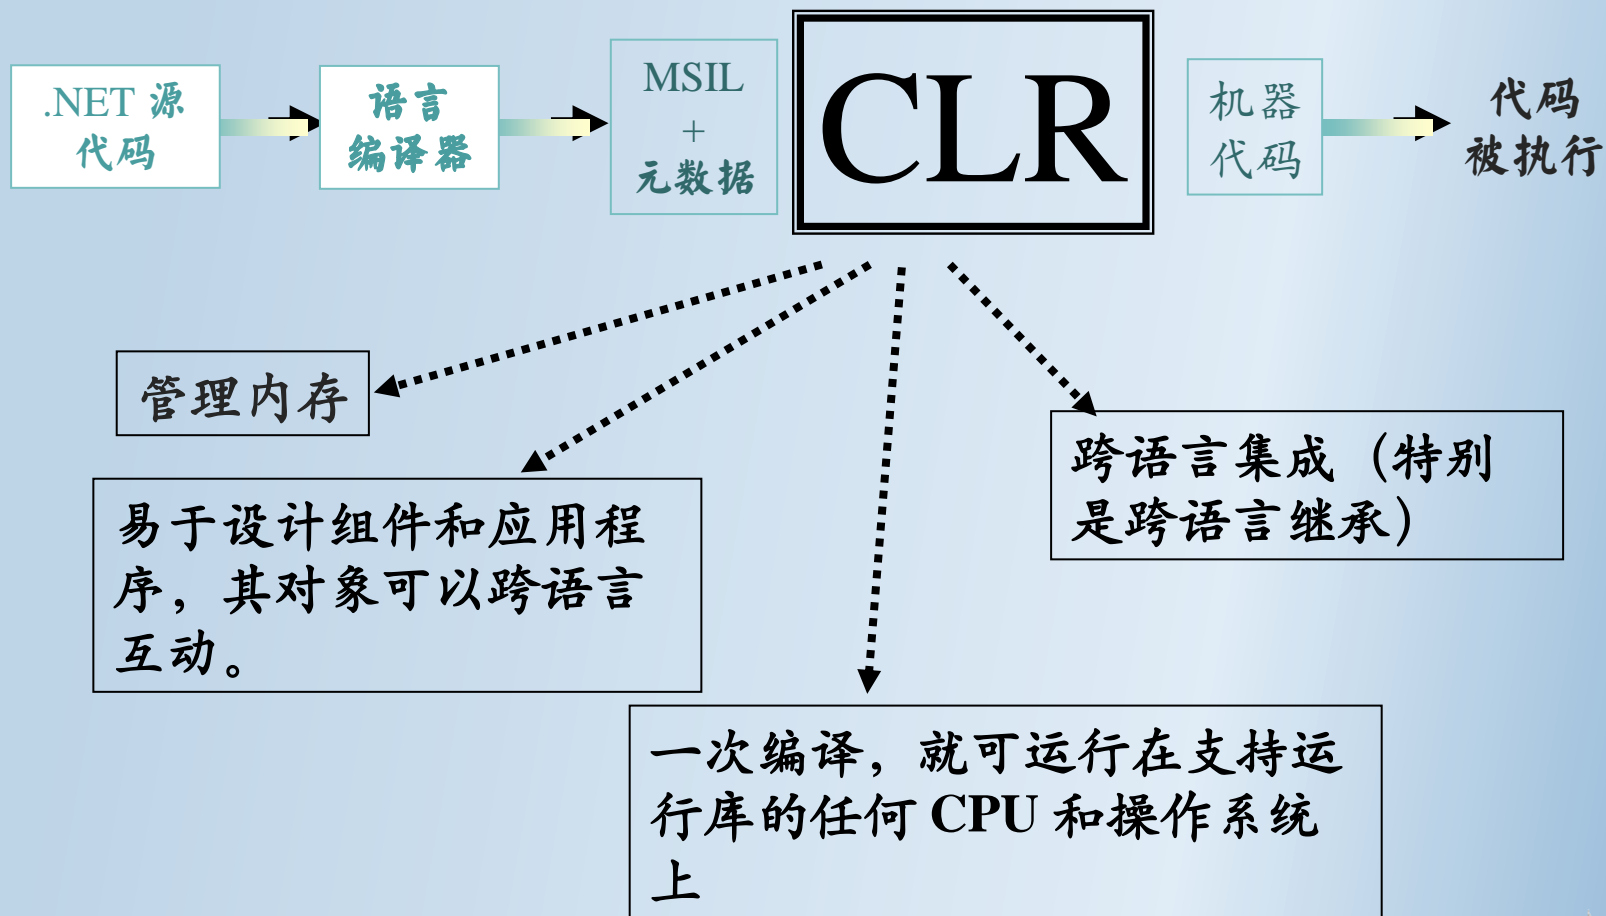 .NET 源
代码
语言
编译器
MSIL
+
元数据
CLR
机器
代码
代码
被执行
管理内存
易于设计组件和应用程
序，其对象可以跨语言
互动。
一次编译，就可运行在支持运
行库的任何 CPU 和操作系统
上
跨语言集成（特别
是跨语言继承）